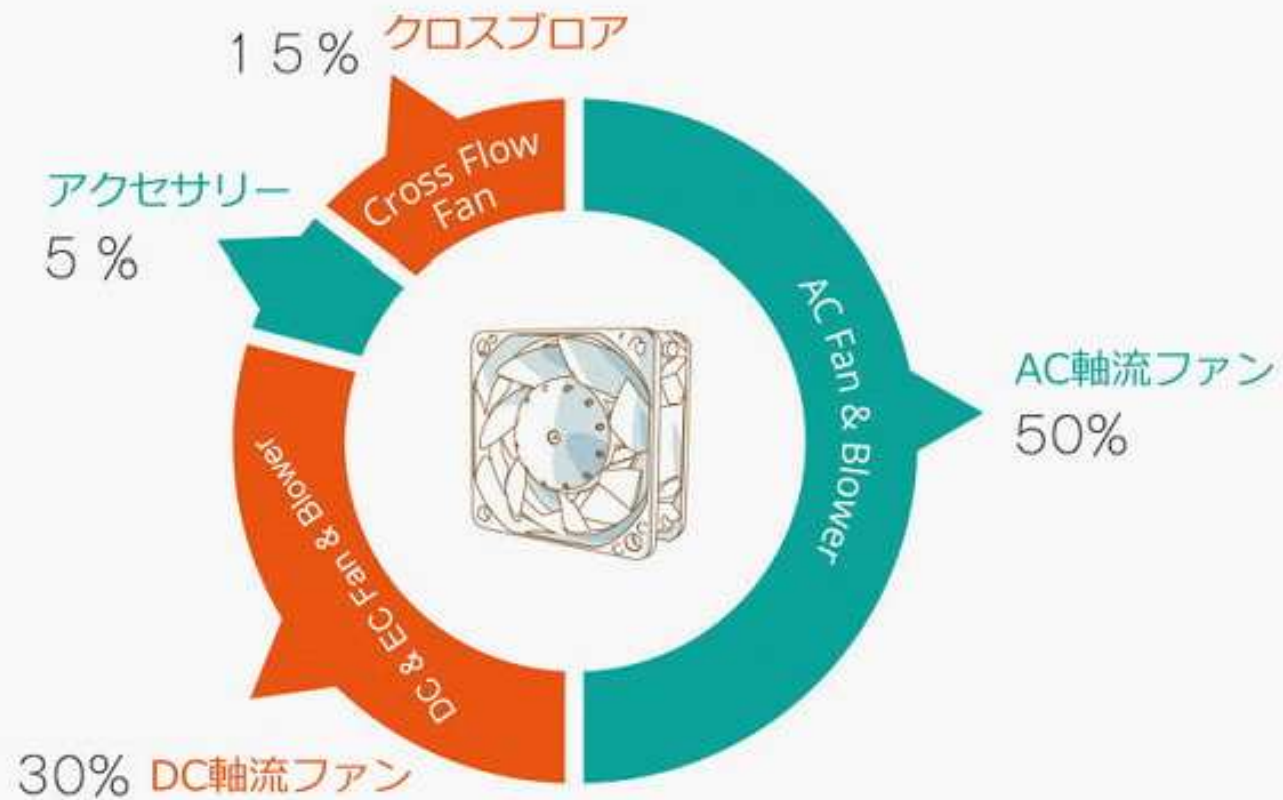 15% クロスブロア
Cross Flow
Fan
アクセサリー
5%
AC Fan & Blower
AC軸流ファン
50%
DC & EC Fan & Blower
30% DC軸流ファン